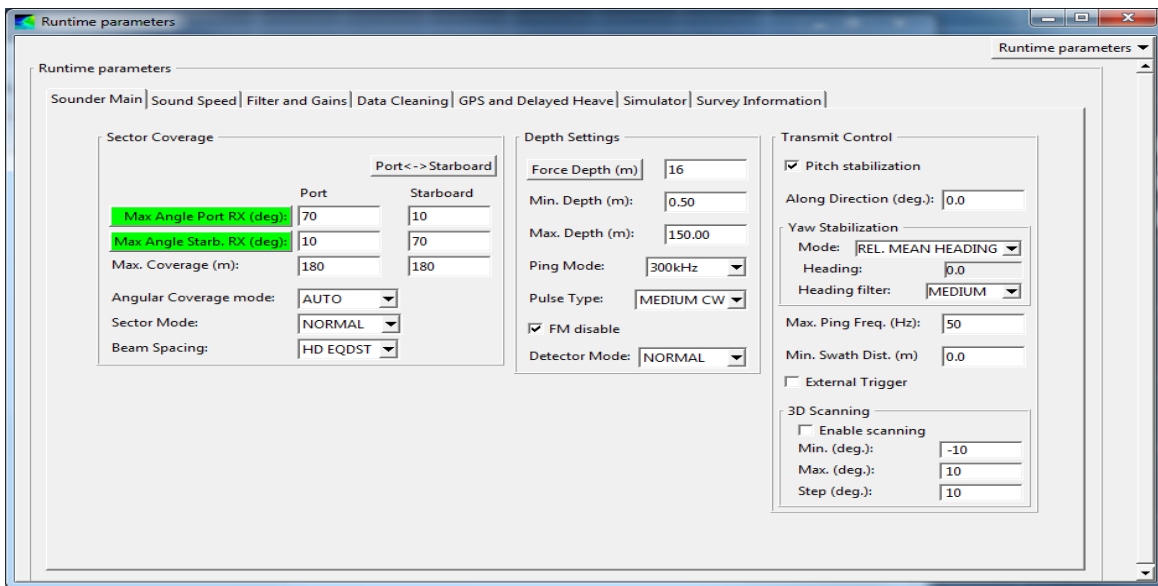 Runtime parameters
Runtime parameters
Runtime parameters
Sounder Main Sound Speed Filter and Gains Data Cleaning GPS and Delayed Heave Simulator Survey Information
Sector Coverage
Port<->Starboard
Port Starboard
Max Angle Port RX (deg): 70 10
Max Angle Starb. RX (deg): 10 70
Max. Coverage (m): 180 180
Angular Coverage mode: AUTO
Sector Mode: NORMAL
Beam Spacing: HD EQDST
Depth Settings
Force Depth (m) 16
Min. Depth (m): 0.50
Max. Depth (m): 150.00
Ping Mode: 300kHz
Pulse Type: MEDIUM CW
FM disable
Detector Mode: NORMAL
Transmit Control
Pitch stabilization
Along Direction (deg.): 0.0
Yaw Stabilization
Mode: REL. MEAN HEADING
Heading: 0.0
Heading filter: MEDIUM
Max. Ping Freq. (Hz): 50
Min. Swath Dist. (m) 0.0
External Trigger
3D Scanning
Enable scanning
Min. (deg.): -10
Max. (deg.): 10
Step (deg.): 10